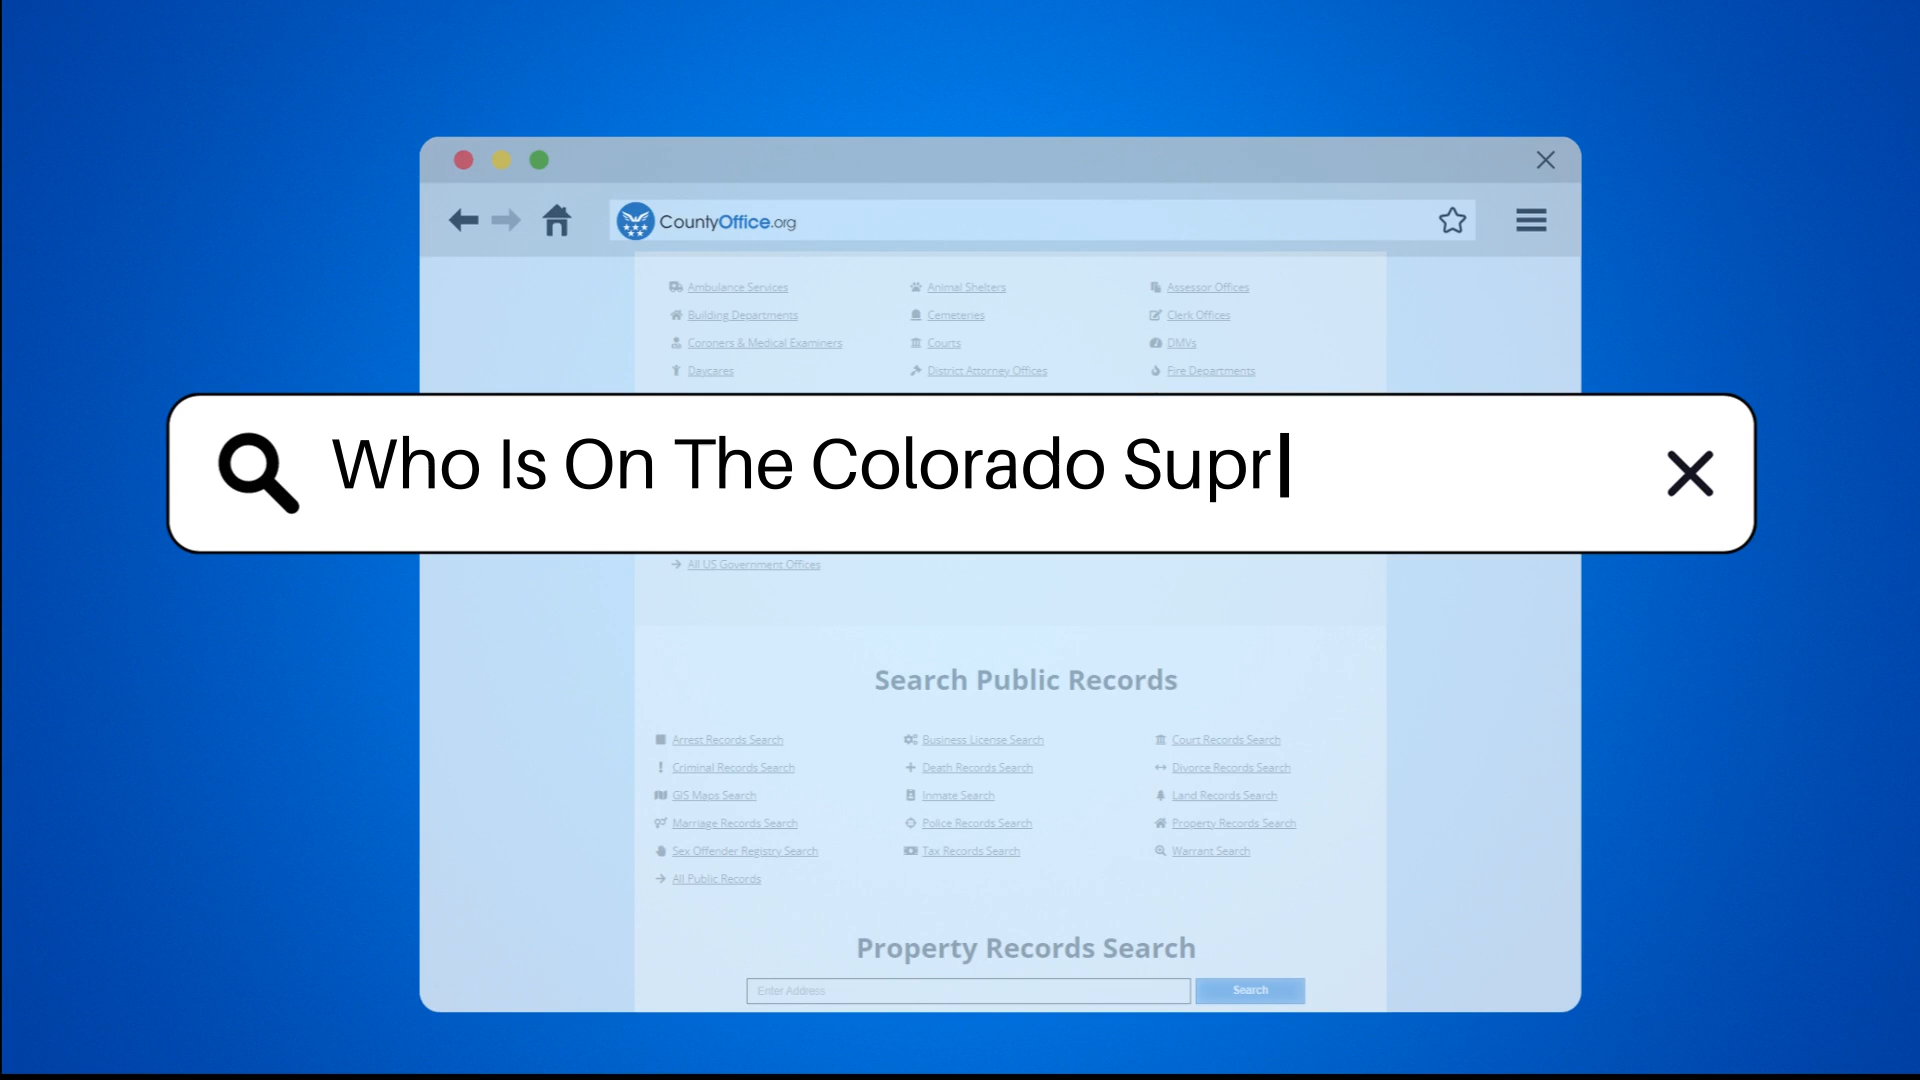 CountyOffice.org
Ambulance Services Animal Shelters Assessor Offices
Building Departments Cemeteries Clerk Offices
Coroners & Medical Examiners Courts DMVs
Daycares District Attorney Offices Fire Departments
Who Is On The Colorado Supr
All US Government Offices
Search Public Records
Arrest Records Search Business License Search Court Records Search
Criminal Records Search Death Records Search Divorce Records Search
GIS Maps Search Inmate Search Land Records Search
Marriage Records Search Police Records Search Property Records Search
Sex Offender Registry Search Tax Records Search Warrant Search
All Public Records
Property Records Search
Enter Address Search